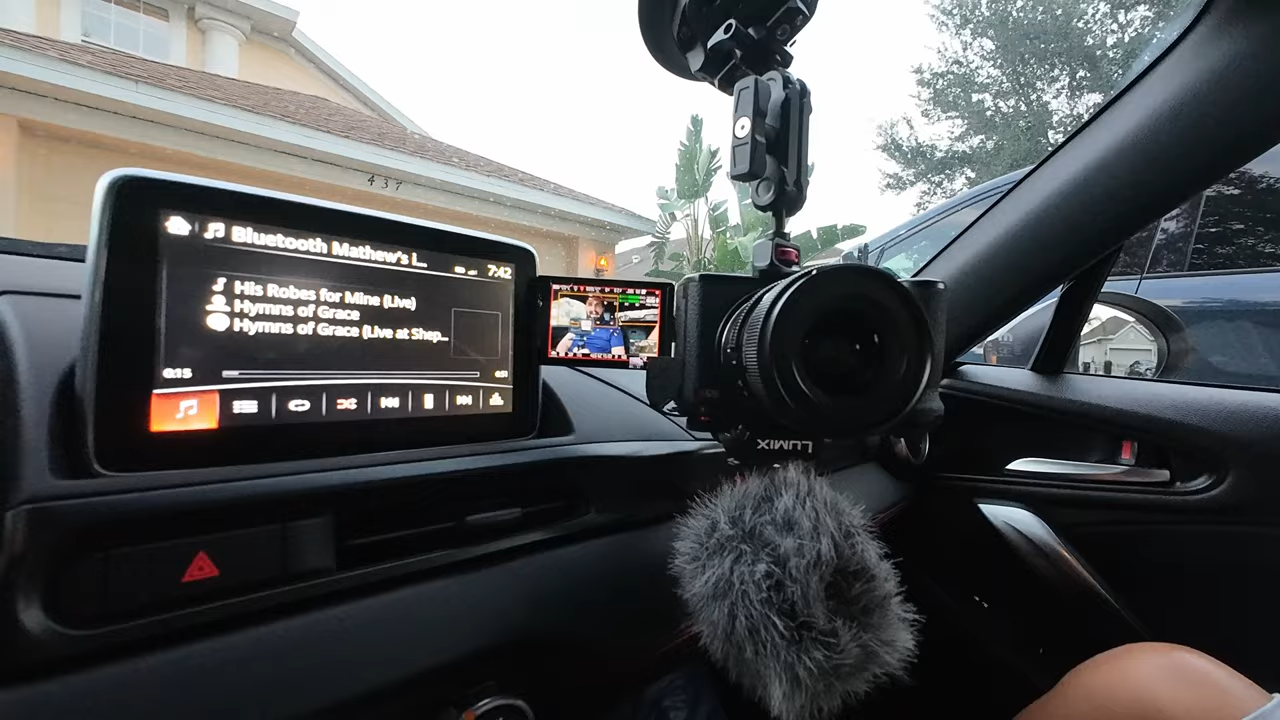 437
Bluetooth Mathew's i...
7:42
His Robes for Mine (Live)
Hymns of Grace
Hymns of Grace (Live at Shep...
0:15
LUMIX